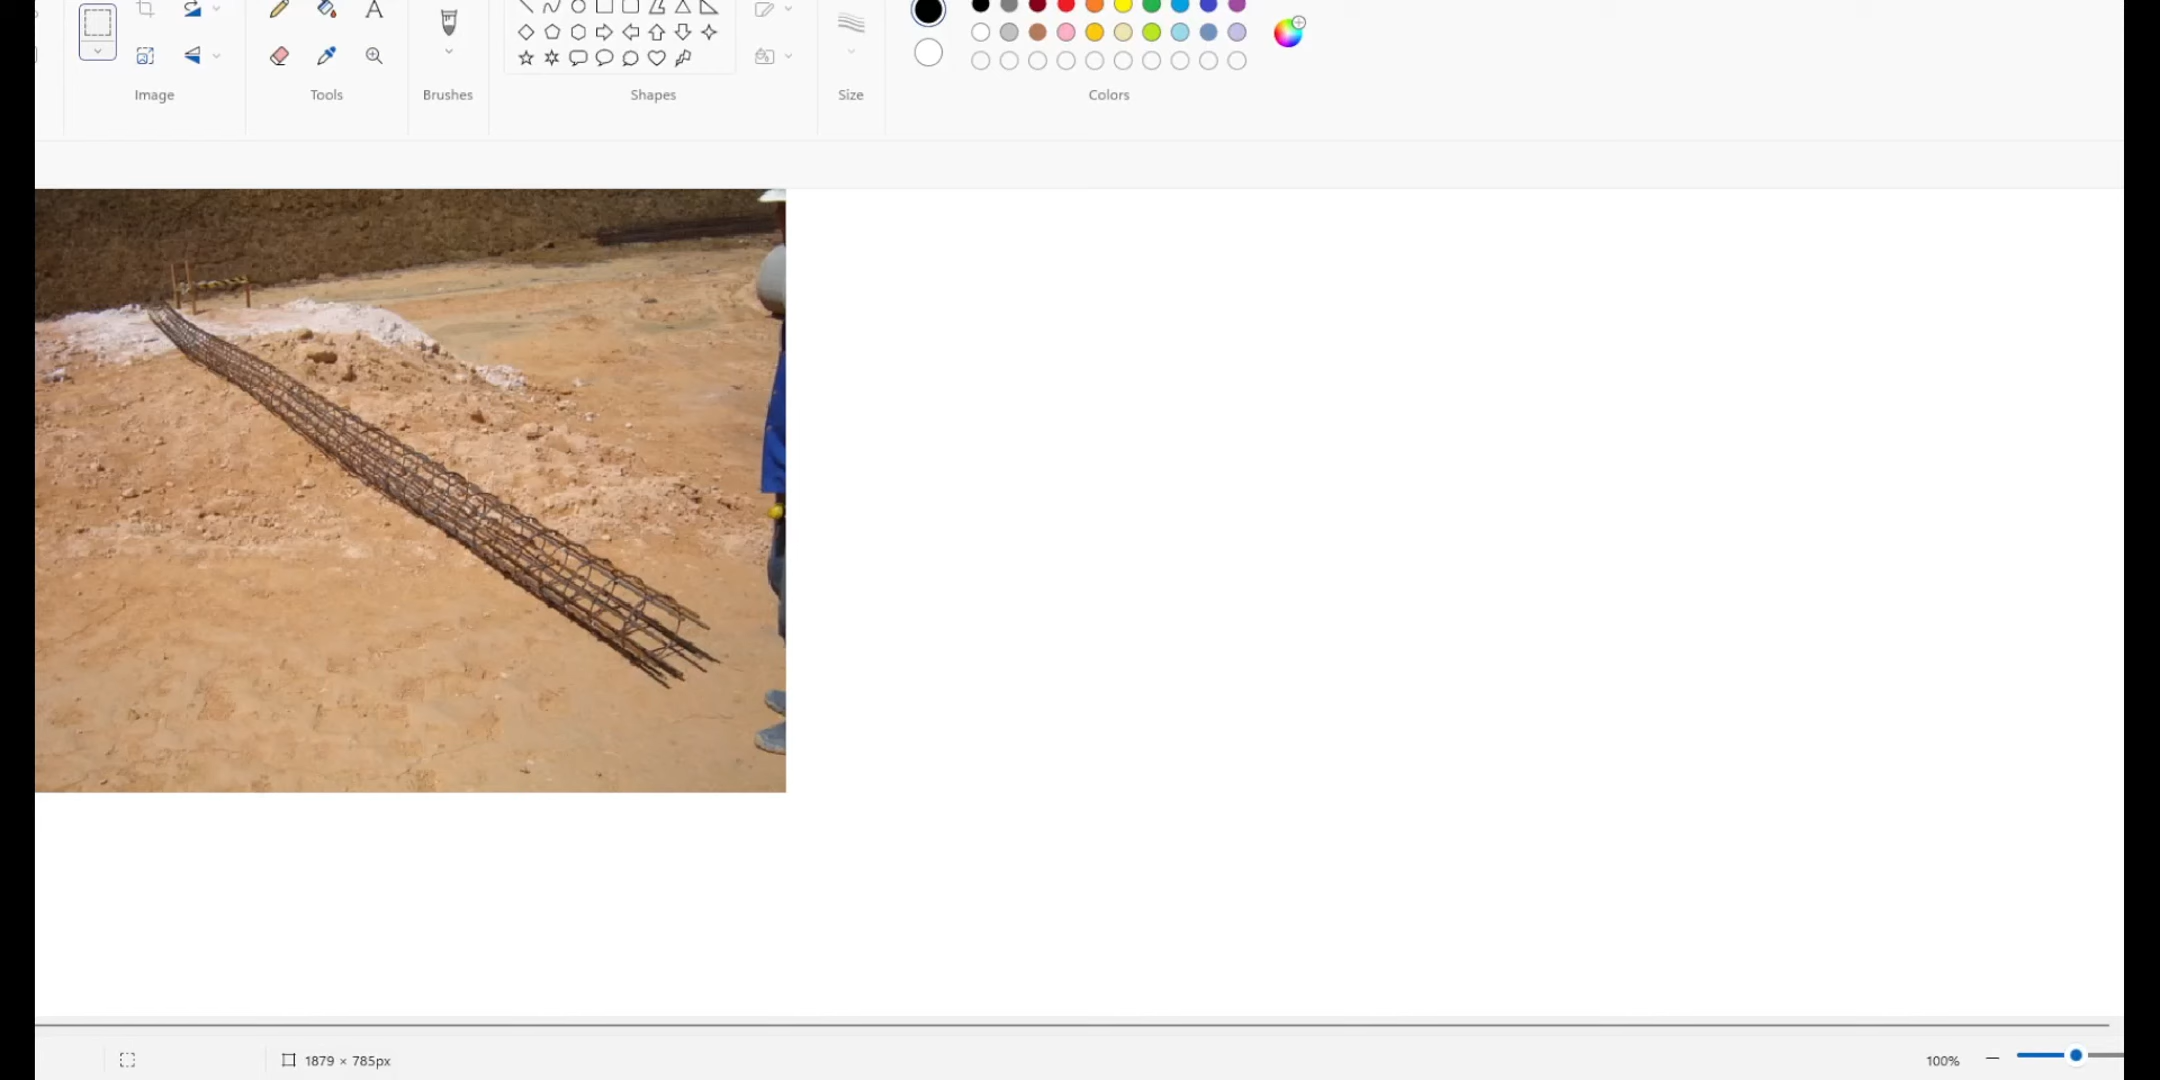 Image
Tools
Brushes
Shapes
Size
Colors
1879 × 785px
100%